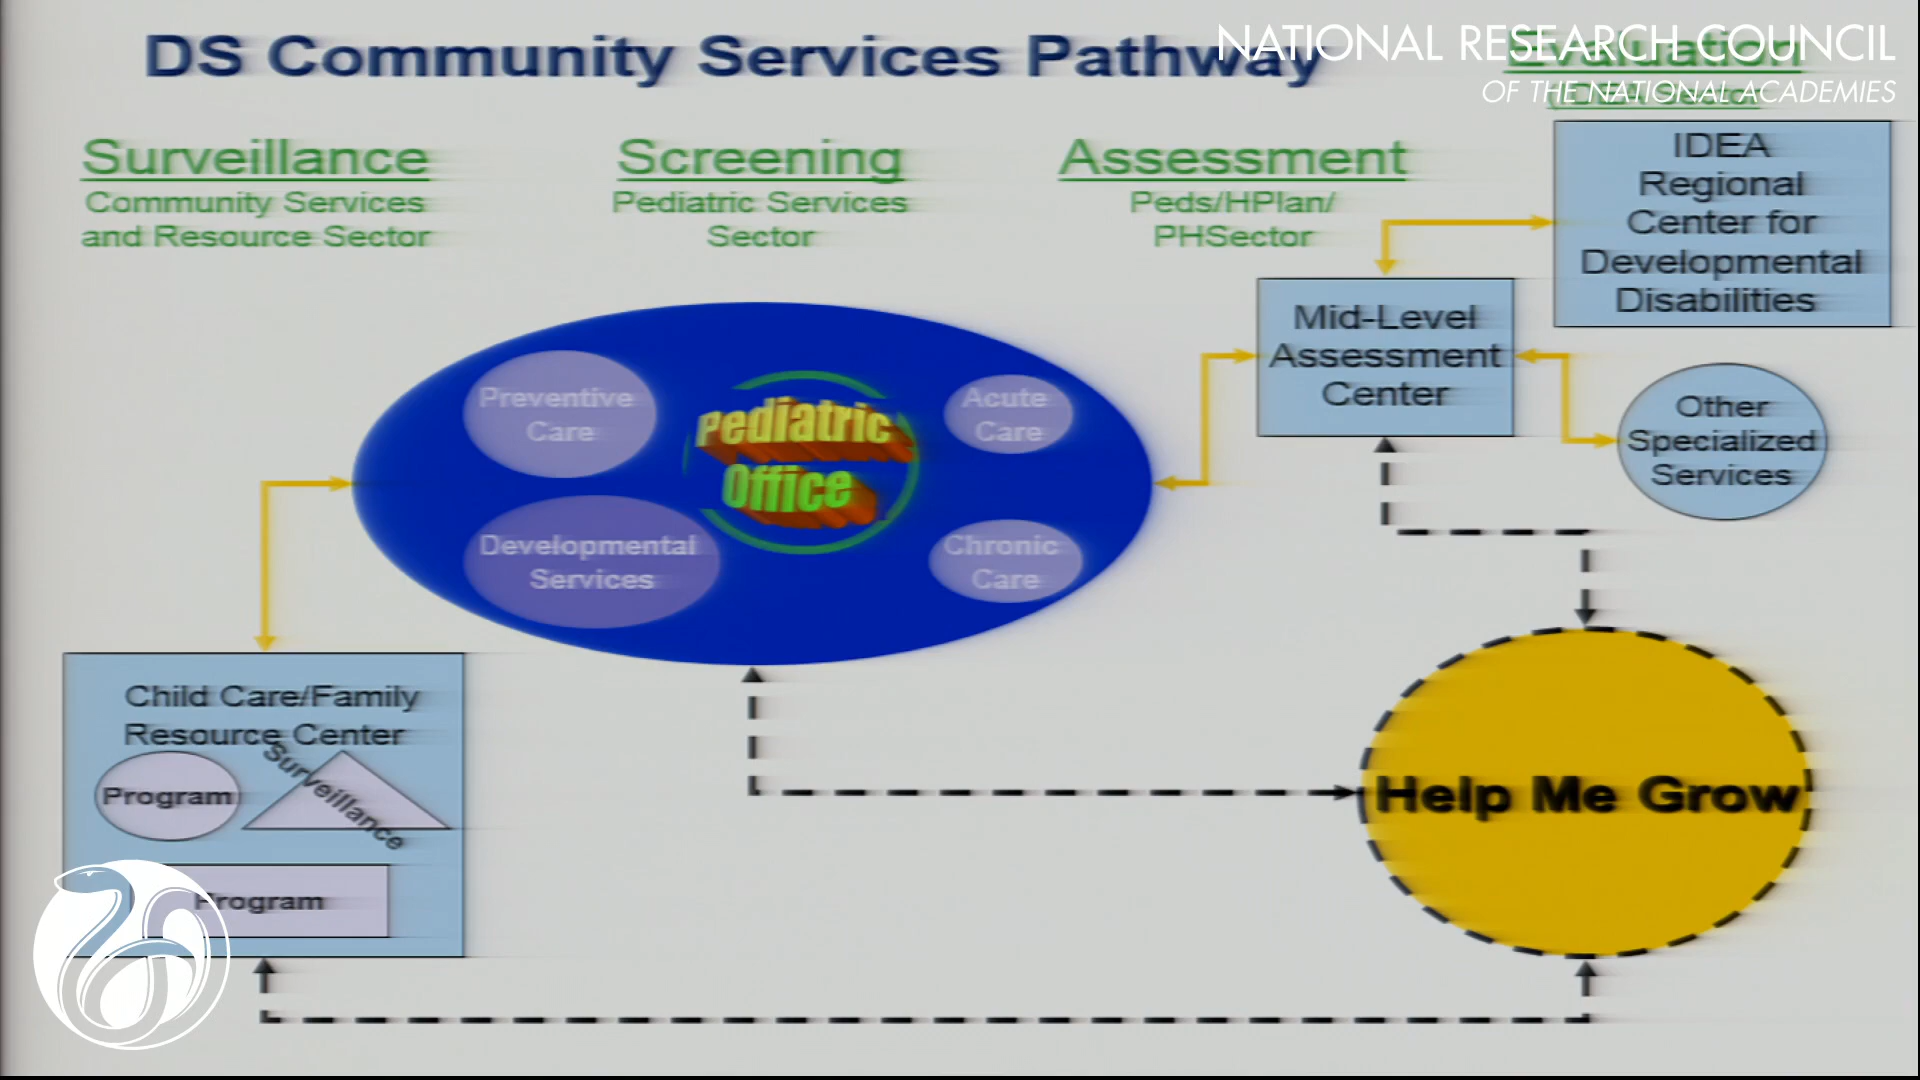 DS Community Services Pathway
NATIONAL RESEARCH COUNCIL
OF THE NATIONAL ACADEMIES
Evaluation
Surveillance
Community Services
and Resource Sector
Screening
Pediatric Services
Sector
Assessment
Peds/HPlan/
PHSector
IDEA
Regional
Center for
Developmental
Disabilities
Mid-Level
Assessment
Center
Other
Specialized
Services
Preventive
Care
Pediatric
Office
Acute
Care
Developmental
Services
Chronic
Care
Child Care/Family
Resource Center
Program
Surveillance
Program
Help Me Grow